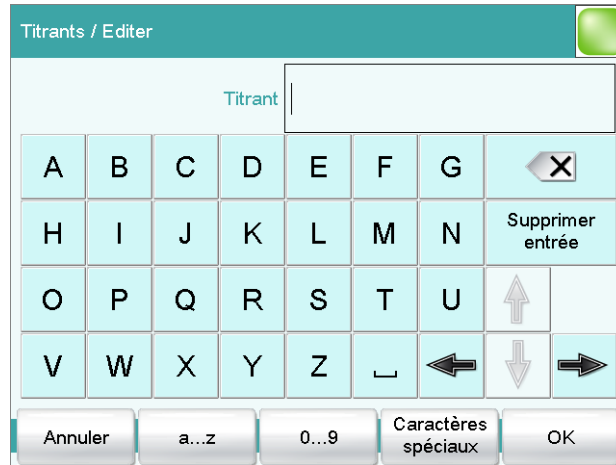 Titrants / Editer
Titrant
A B C D E F G
H I J K L M N Supprimer
entrée
O P Q R S T U
V W X Y Z
Annuler a...z 0...9 Caractères
spéciaux OK